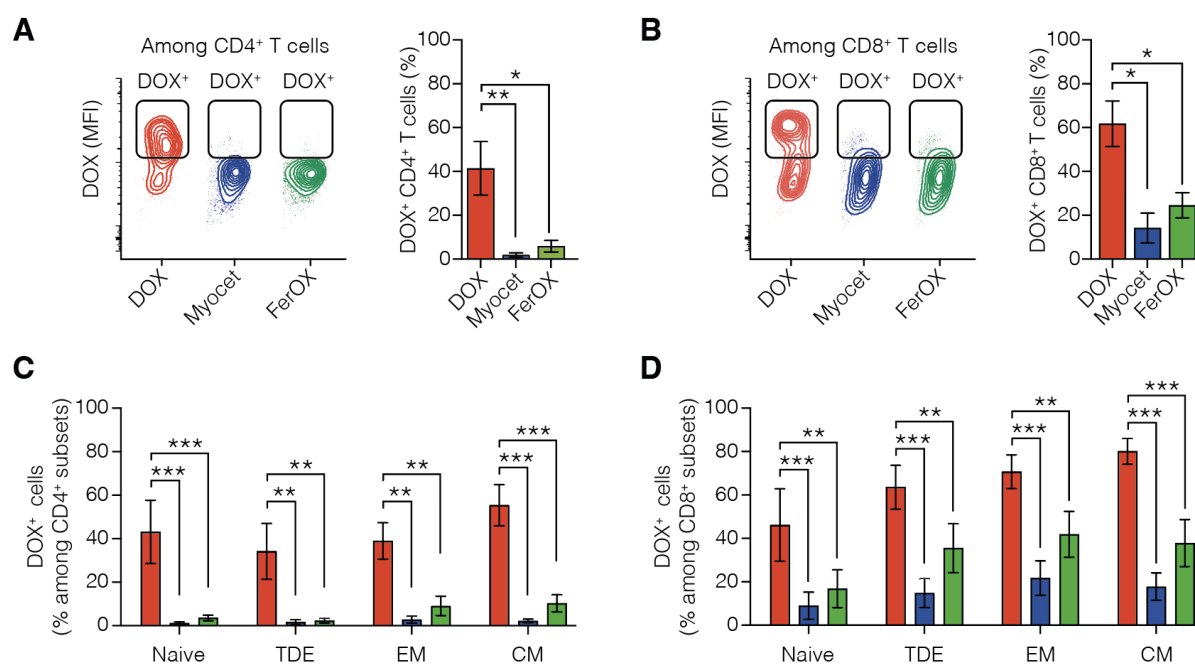 A
Among CD4⁺ T cells
DOX⁺ DOX⁺ DOX⁺
DOX (MFI)
DOX
Myocet
FerOX
DOX⁺ CD4⁺ T cells (%)
100
80
60
40
20
0
*
**
DOX
Myocet
FerOX
B
Among CD8⁺ T cells
DOX⁺ DOX⁺ DOX⁺
DOX (MFI)
DOX
Myocet
FerOX
DOX⁺ CD8⁺ T cells (%)
100
80
60
40
20
0
*
*
DOX
Myocet
FerOX
C
DOX⁺ cells
(% among CD4⁺ subsets)
100
80
60
40
20
0
***
***
**
**
**
**
***
***
Naive TDE EM CM
D
DOX⁺ cells
(% among CD8⁺ subsets)
100
80
60
40
20
0
**
***
**
***
**
***
***
***
Naive TDE EM CM